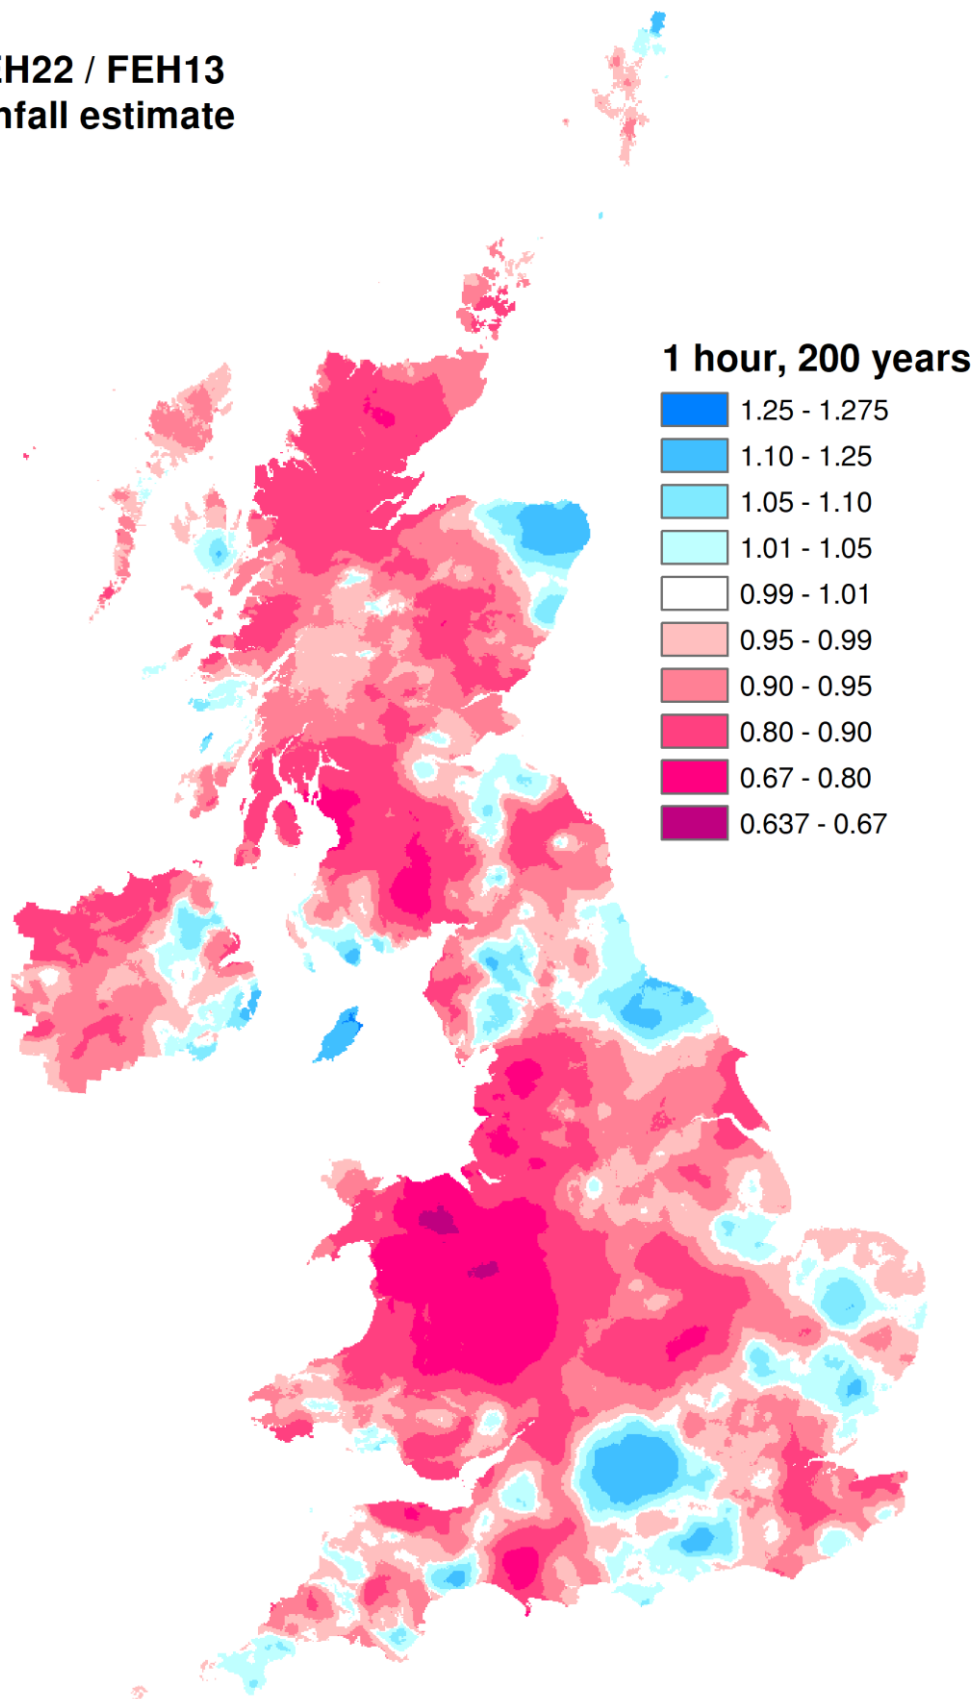 EH22 / FEH13
nfall estimate
1 hour, 200 years
1.25 - 1.275
1.10 - 1.25
1.05 - 1.10
1.01 - 1.05
0.99 - 1.01
0.95 - 0.99
0.90 - 0.95
0.80 - 0.90
0.67 - 0.80
0.637 - 0.67